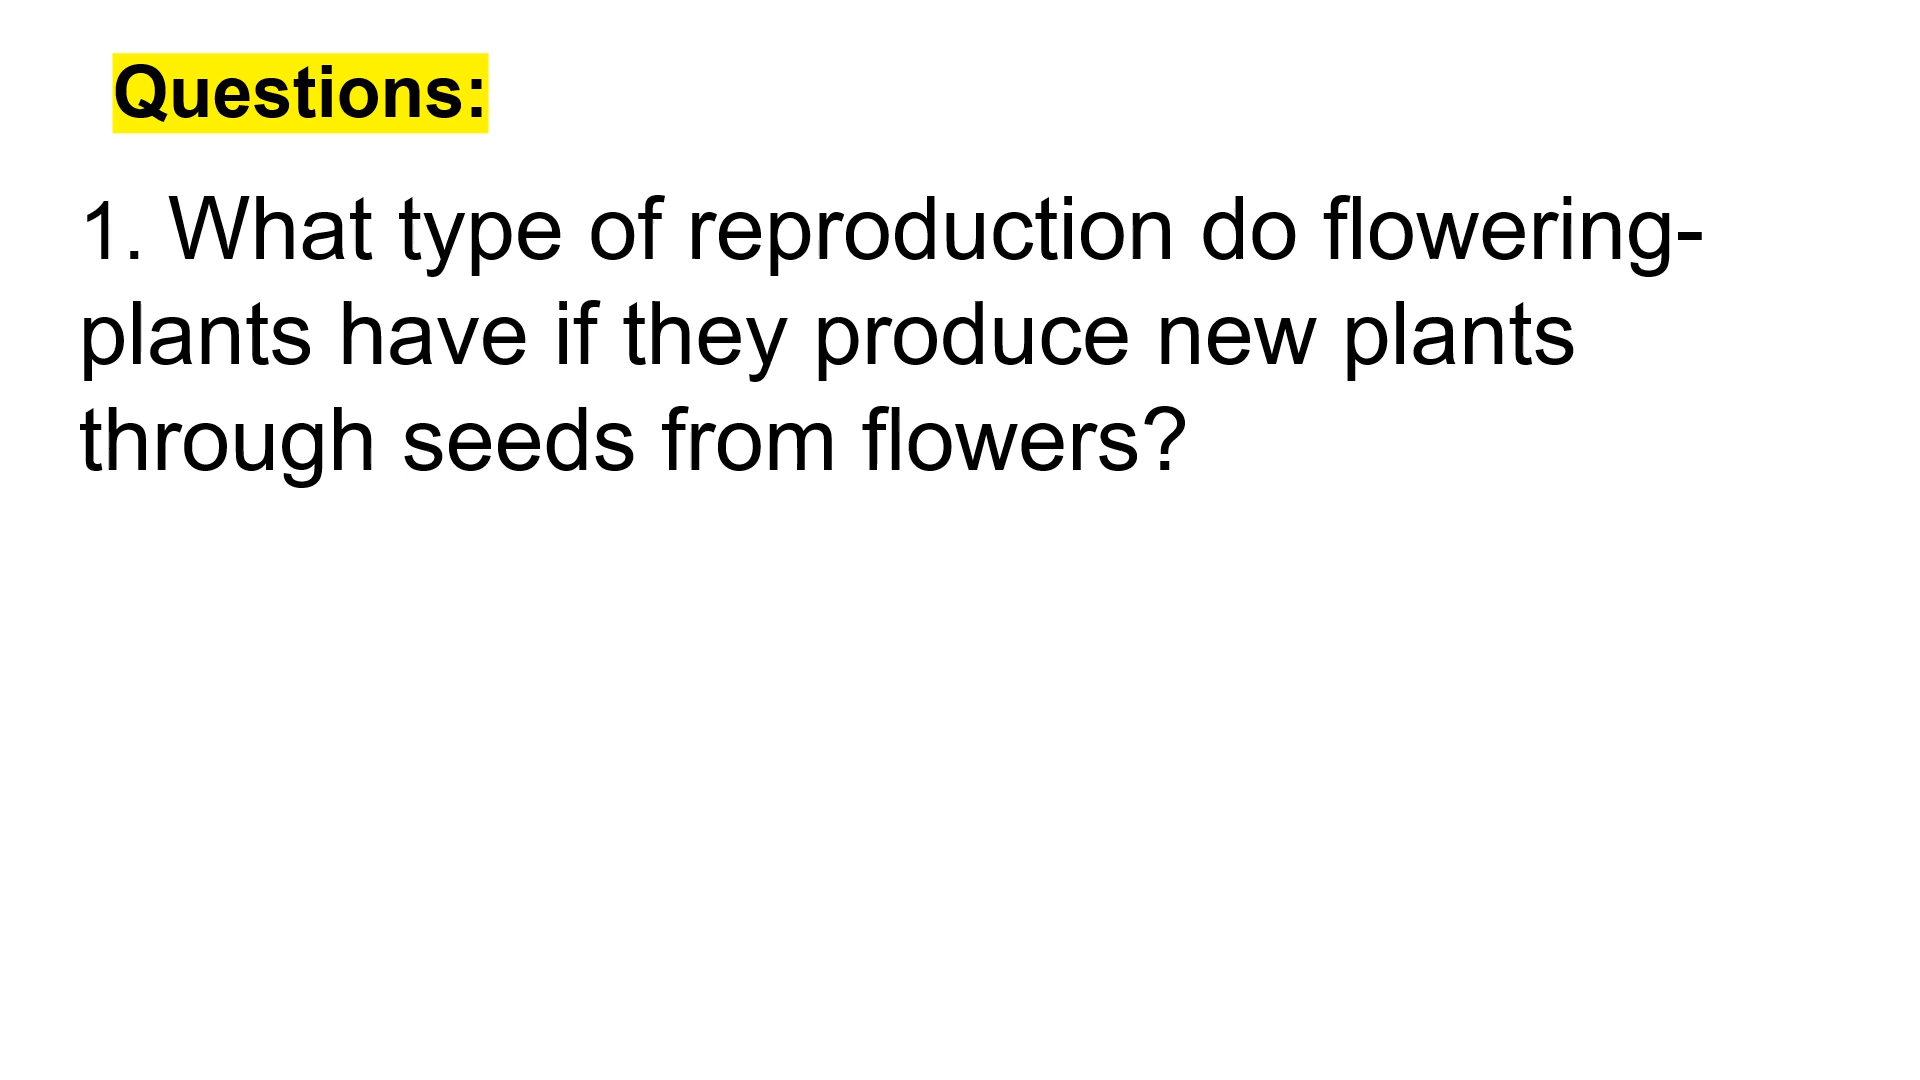 Questions:
1. What type of reproduction do flowering-
plants have if they produce new plants
through seeds from flowers?